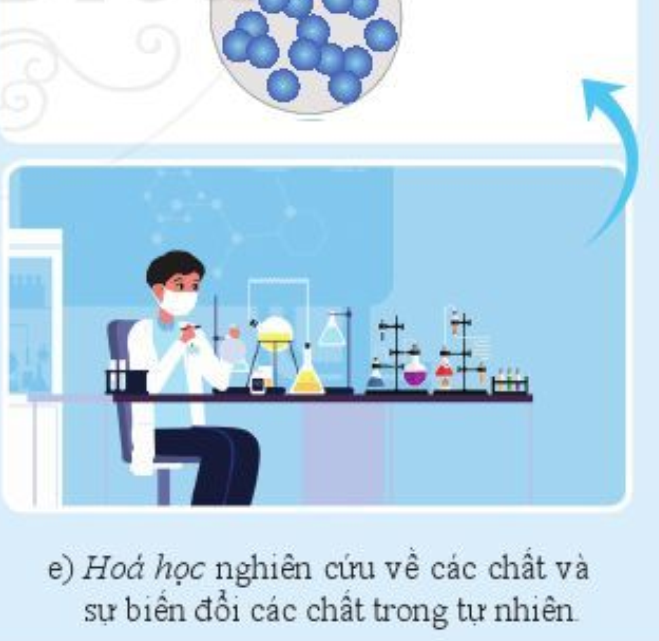 e) Hoá học nghiên cứu về các chất và
sự biến đổi các chất trong tự nhiên.